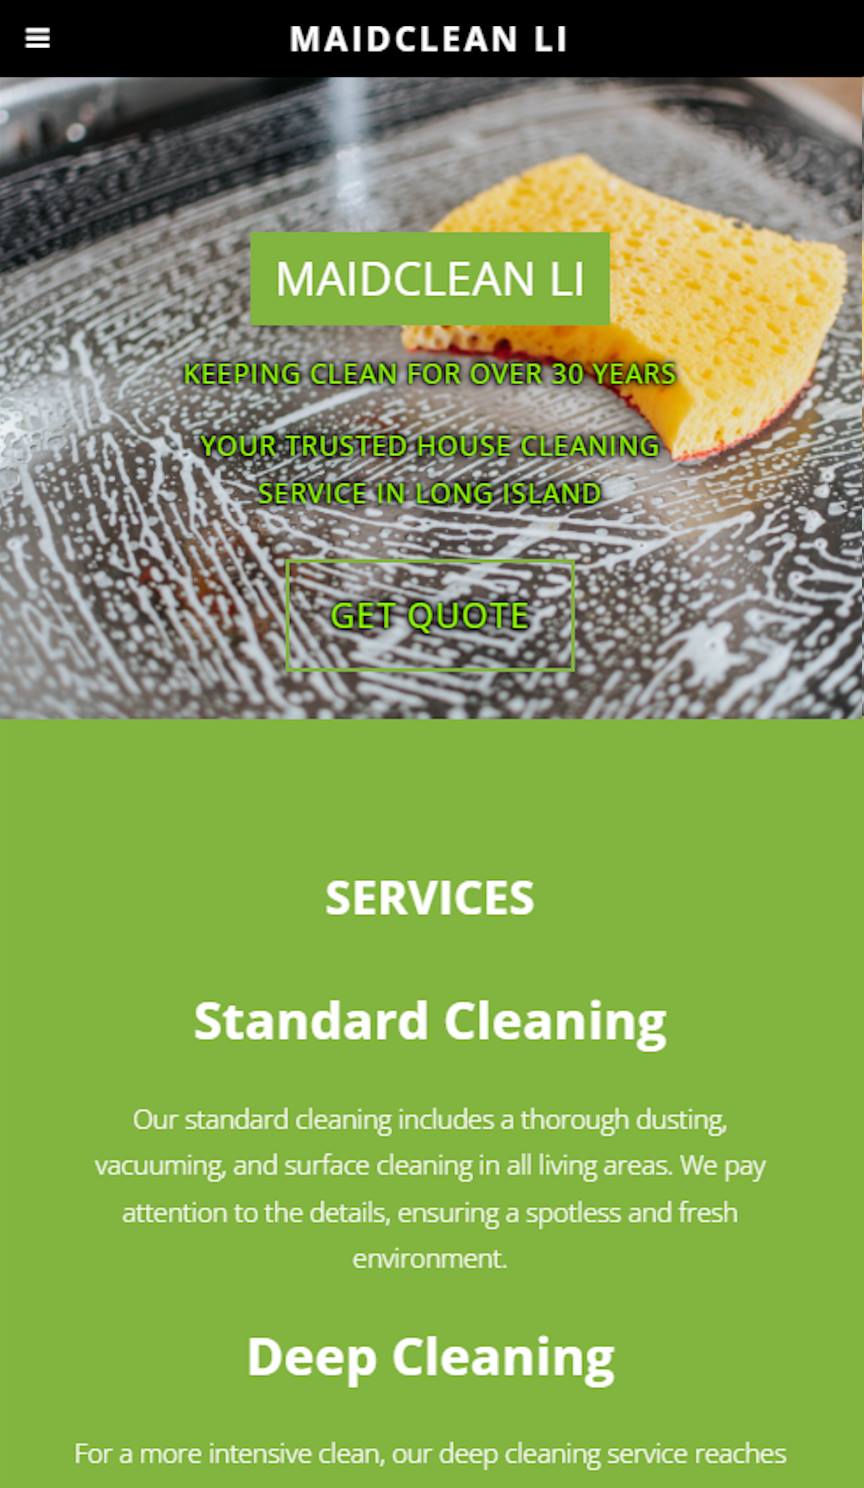 MAIDCLEAN LI
MAIDCLEAN LI
KEEPING CLEAN FOR OVER 30 YEARS
YOUR TRUSTED HOUSE CLEANING
SERVICE IN LONG ISLAND
GET QUOTE
SERVICES
Standard Cleaning
Our standard cleaning includes a thorough dusting,
vacuuming, and surface cleaning in all living areas. We pay
attention to the details, ensuring a spotless and fresh
environment.
Deep Cleaning
For a more intensive clean, our deep cleaning service reaches